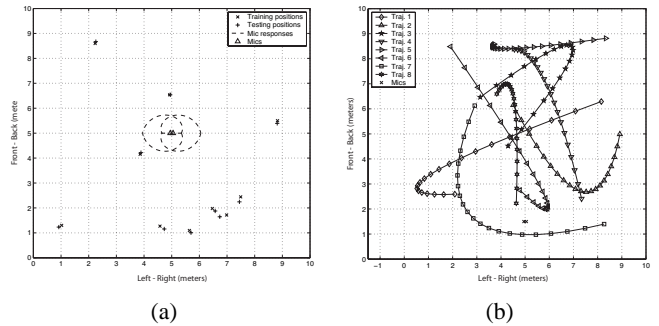 10
9
8
7
6
5
4
3
2
1
0
0 1 2 3 4 5 6 7 8 9 10
Front - Back (mete
Left - Right (meters)
Training positions
Testing positions
Mic responses
Mics
(a)
10
9
8
7
6
5
4
3
2
1
0
-1 0 1 2 3 4 5 6 7 8 9 10
Front - Back (meters)
Left - Right (meters)
Traj. 1
Traj. 2
Traj. 3
Traj. 4
Traj. 5
Traj. 6
Traj. 7
Traj. 8
Mics
(b)